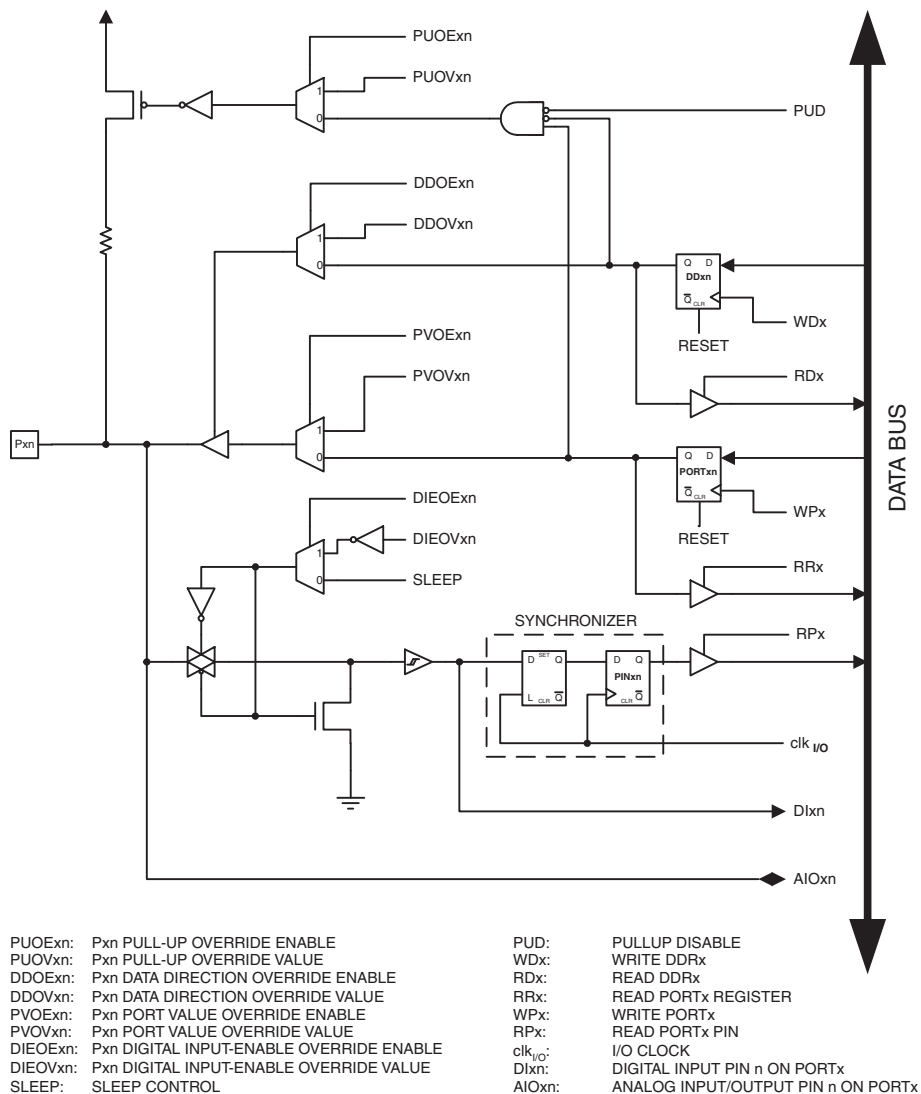 PUOExn
PUOVxn
1
0
PUD
DDOExn
DDOVxn
1
0
Q D
DDxn
Q CLR
WDx
RESET
PVOExn
PVOVxn
RDx
Pxn
1
0
Q D
PORTxn
Q CLR
WPx
RESET
DATA BUS
DIEOExn
DIEOVxn
1
0
SLEEP
RRx
SYNCHRONIZER
RPx
D SET Q
L CLR Q
D Q
PINxn
CLR Q
clk I/O
DIxn
AIOxn
PUOExn: Pxn PULL-UP OVERRIDE ENABLE
PUOVxn: Pxn PULL-UP OVERRIDE VALUE
DDOExn: Pxn DATA DIRECTION OVERRIDE ENABLE
DDOVxn: Pxn DATA DIRECTION OVERRIDE VALUE
PVOExn: Pxn PORT VALUE OVERRIDE ENABLE
PVOVxn: Pxn PORT VALUE OVERRIDE VALUE
DIEOExn: Pxn DIGITAL INPUT-ENABLE OVERRIDE ENABLE
DIEOVxn: Pxn DIGITAL INPUT-ENABLE OVERRIDE VALUE
SLEEP: SLEEP CONTROL
PUD: PULLUP DISABLE
WDx: WRITE DDRx
RDx: READ DDRx
RRx: READ PORTx REGISTER
WPx: WRITE PORTx
RPx: READ PORTx PIN
clk I/O: I/O CLOCK
DIxn: DIGITAL INPUT PIN n ON PORTx
AIOxn: ANALOG INPUT/OUTPUT PIN n ON PORTx